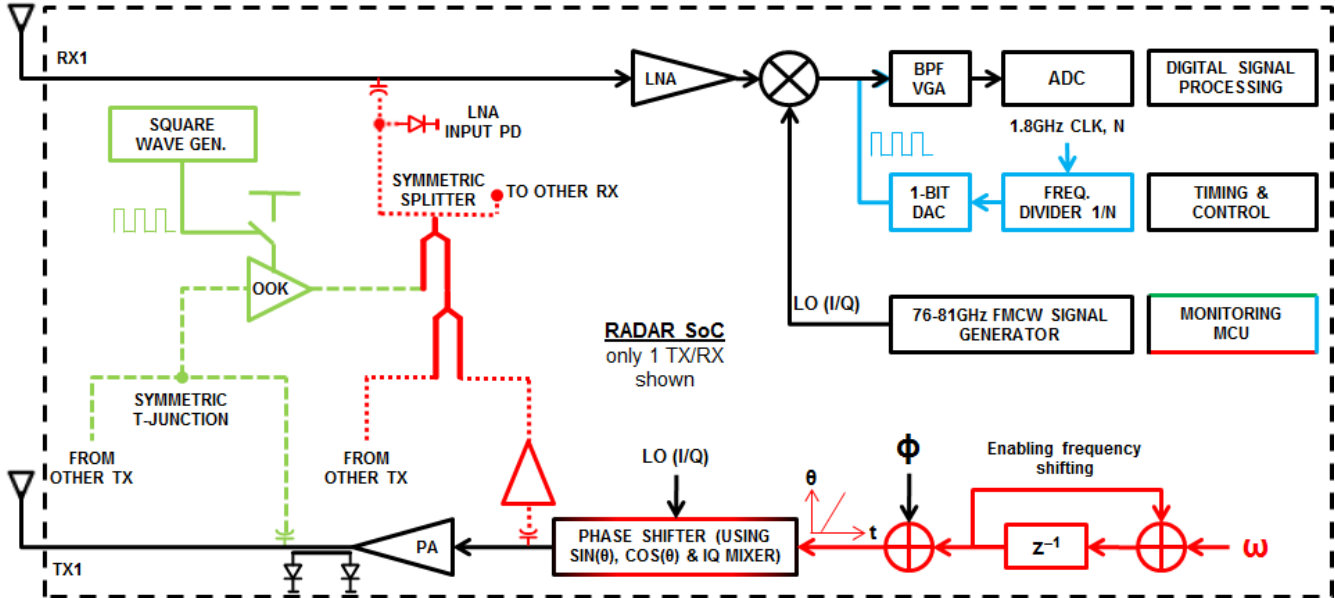 RX1
LNA
BPF
VGA
ADC
DIGITAL SIGNAL
PROCESSING
SQUARE
WAVE GEN.
LNA
INPUT PD
1.8GHz CLK, N
SYMMETRIC
SPLITTER
TO OTHER RX
1-BIT
DAC
FREQ.
DIVIDER 1/N
TIMING &
CONTROL
OOK
LO (I/Q)
76-81GHz FMCW SIGNAL
GENERATOR
MONITORING
MCU
RADAR SoC
only 1 TX/RX
shown
SYMMETRIC
T-JUNCTION
FROM
OTHER TX
FROM
OTHER TX
LO (I/Q)
Φ
Enabling frequency
shifting
θ
t
PA
PHASE SHIFTER (USING
SIN(θ), COS(θ) & IQ MIXER)
z⁻¹
ω
TX1